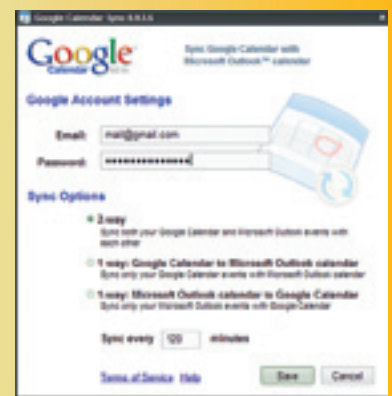 Google Calendar Sync 0.9.3.6
Google
Calendar BETA
Sync Google Calendar with
Microsoft Outlook™ calendar
Google Account Settings
Email: mail@gmail.com
Password: ••••••••••••••••
Sync Options
2-way
Sync both your Google Calendar and Microsoft Outlook events with
each other
1-way: Google Calendar to Microsoft Outlook calendar
Sync only your Google Calendar events with Microsoft Outlook calendar
1-way: Microsoft Outlook calendar to Google Calendar
Sync only your Microsoft Outlook events with Google Calendar
Sync every 120 minutes
Terms of Service Help Save Cancel